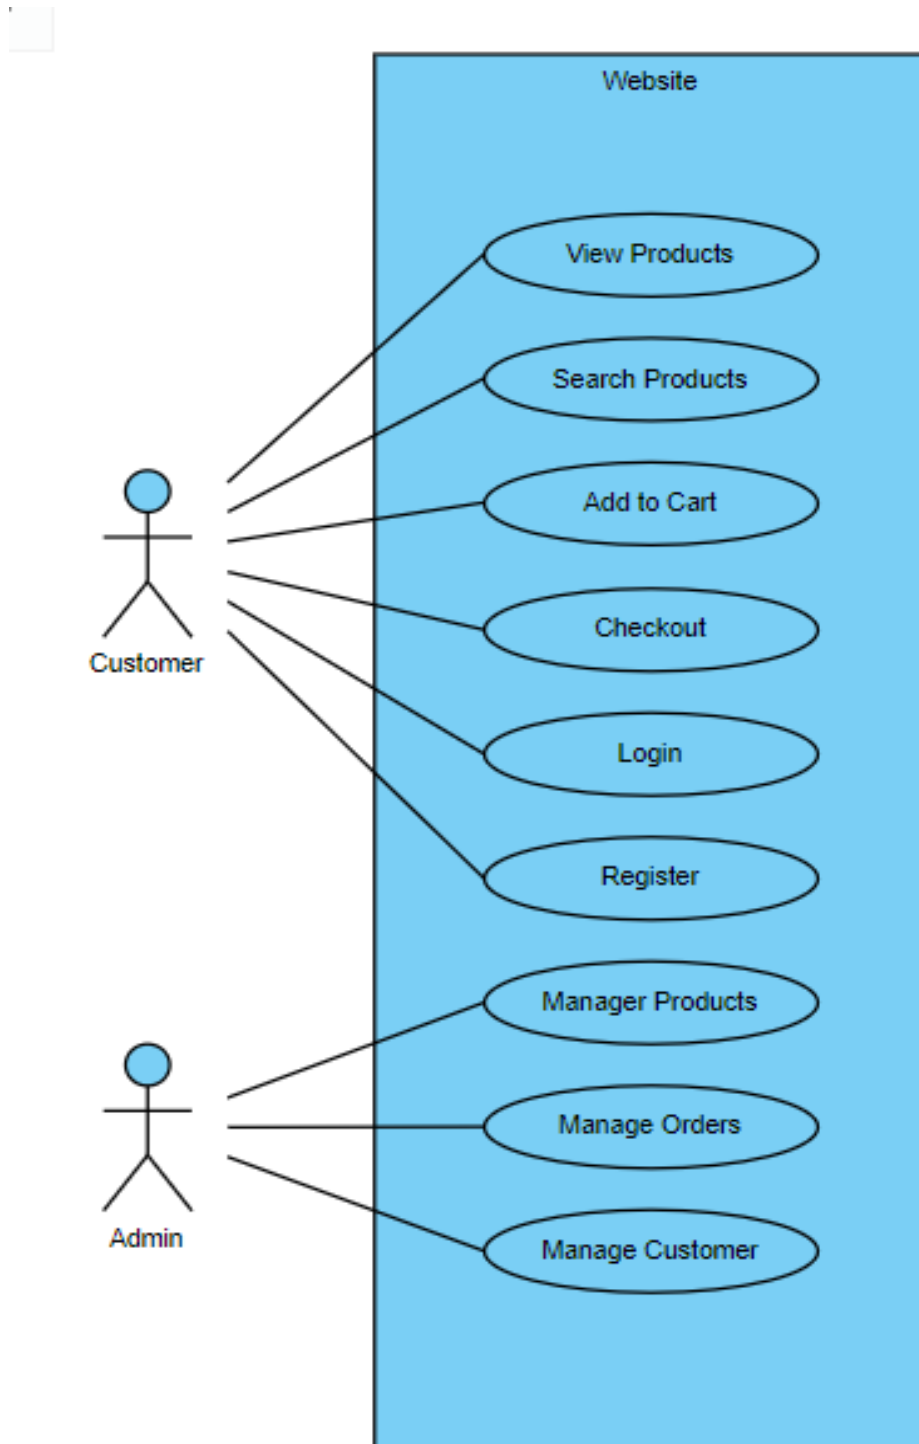 Website
View Products
Search Products
Add to Cart
Checkout
Customer
Login
Register
Manager Products
Manage Orders
Admin
Manage Customer